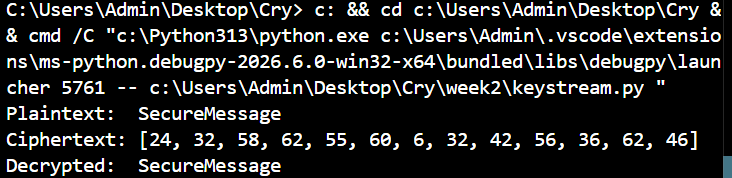 C:\Users\Admin\Desktop\Cry> c: && cd c:\Users\Admin\Desktop\Cry &
& cmd /C "c:\Python313\python.exe c:\Users\Admin\.vscode\extensio
ns\ms-python.debugpy-2026.6.0-win32-x64\bundled\libs\debugpy\laun
cher 5761 -- c:\Users\Admin\Desktop\Cry\week2\keystream.py "
Plaintext:  SecureMessage
Ciphertext: [24, 32, 58, 62, 55, 60, 6, 32, 42, 56, 36, 62, 46]
Decrypted:  SecureMessage